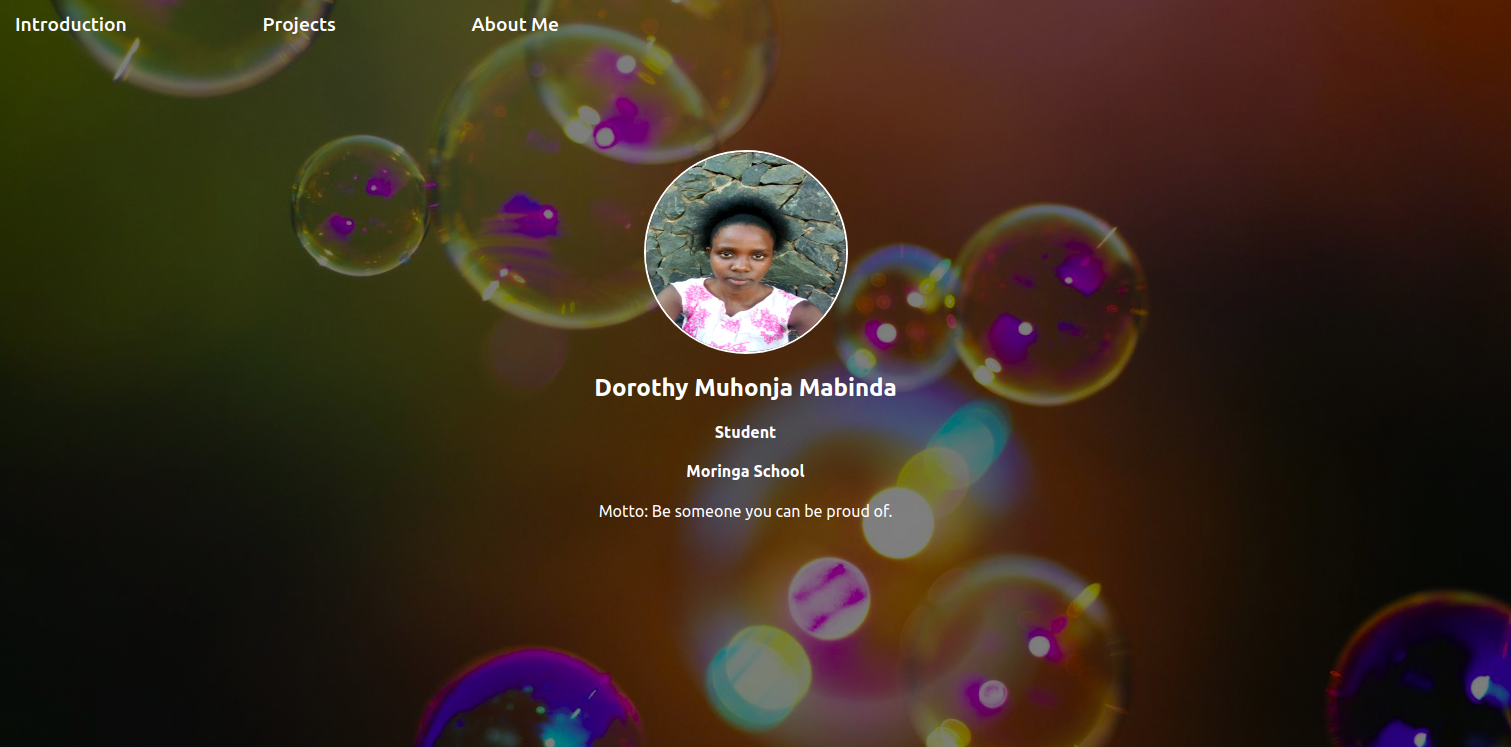 Introduction Projects About Me
Dorothy Muhonja Mabinda
Student
Moringa School
Motto: Be someone you can be proud of.